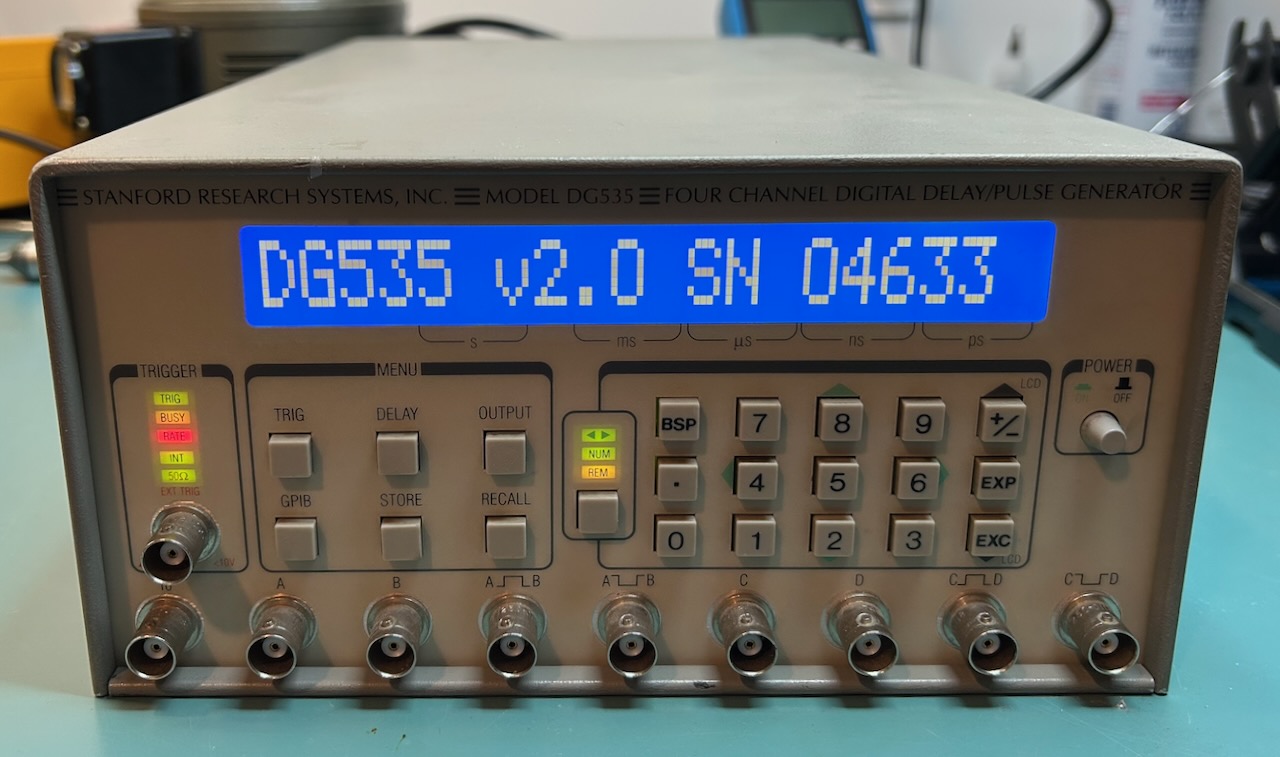 STANFORD RESEARCH SYSTEMS, INC. MODEL DG535 FOUR CHANNEL DIGITAL DELAY/PULSE GENERATOR
DG535 v2.0 SN 04633
s ms µs ns ps
TRIGGER
TRIG
BUSY
RATE
INT
50Ω
EXT TRIG
MENU
TRIG DELAY OUTPUT
GPIB STORE RECALL
NUM
REM
LCD
BSP 7 8 9 +/-
. 4 5 6 EXP
0 1 2 3 EXC
LCD
POWER
OFF
A B A B A B C D C D C D